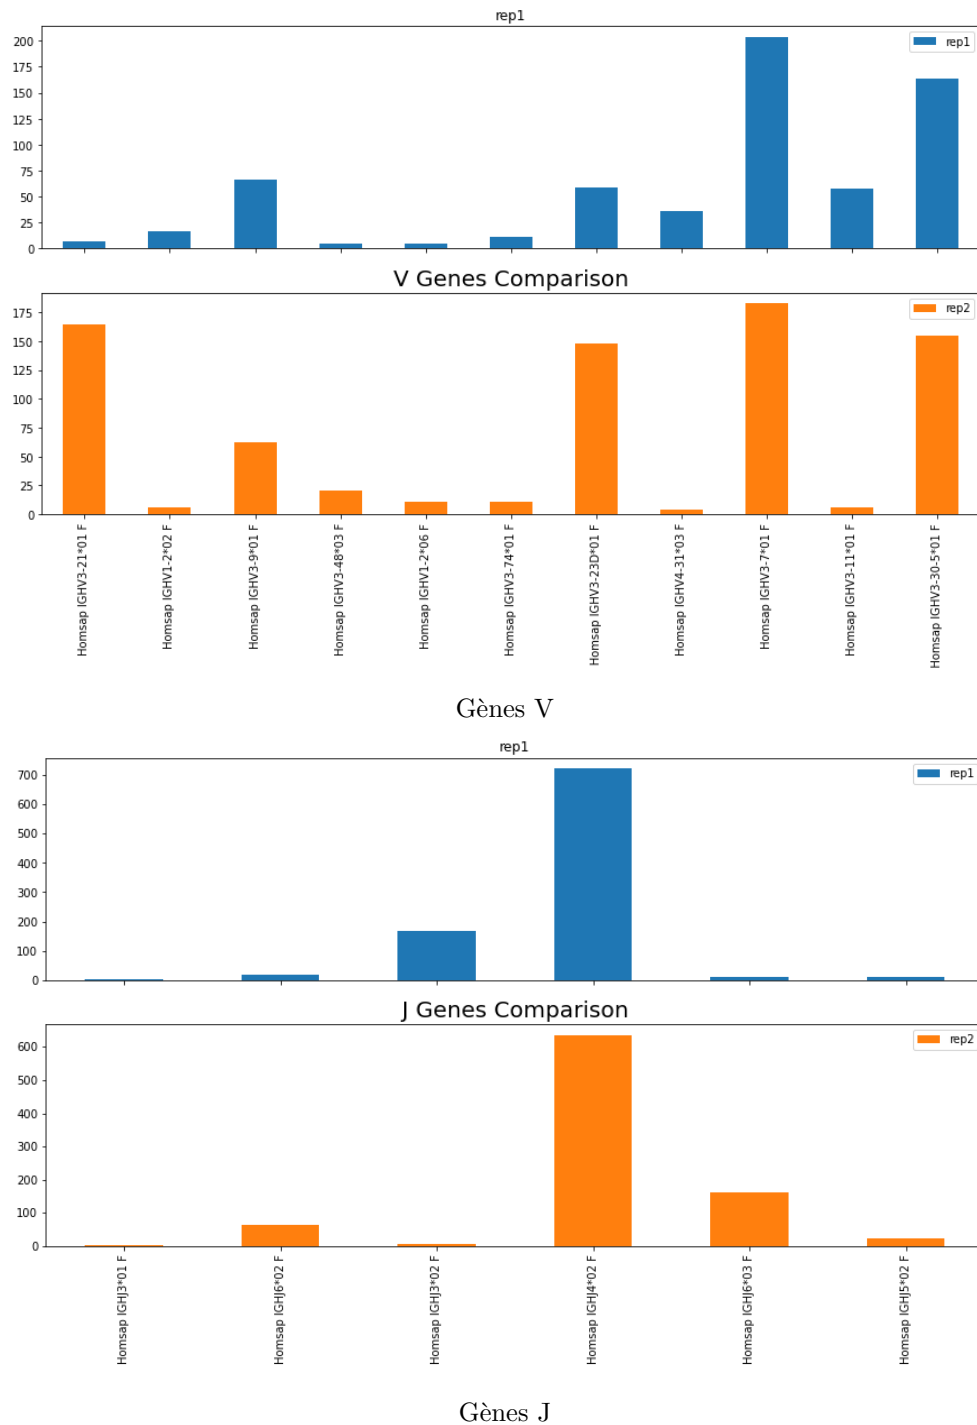 rep1
200
175
150
125
100
75
50
25
0
rep1
V Genes Comparison
175
150
125
100
75
50
25
0
rep2
Homsap IGHV3-21*01 F
Homsap IGHV1-2*02 F
Homsap IGHV3-9*01 F
Homsap IGHV3-48*03 F
Homsap IGHV1-2*06 F
Homsap IGHV3-74*01 F
Homsap IGHV3-23D*01 F
Homsap IGHV4-31*03 F
Homsap IGHV3-7*01 F
Homsap IGHV3-11*01 F
Homsap IGHV3-30-5*01 F
Gènes V
rep1
700
600
500
400
300
200
100
0
rep1
J Genes Comparison
600
500
400
300
200
100
0
rep2
Homsap IGHJ3*01 F
Homsap IGHJ6*02 F
Homsap IGHJ3*02 F
Homsap IGHJ4*02 F
Homsap IGHJ6*03 F
Homsap IGHJ5*02 F
Gènes J